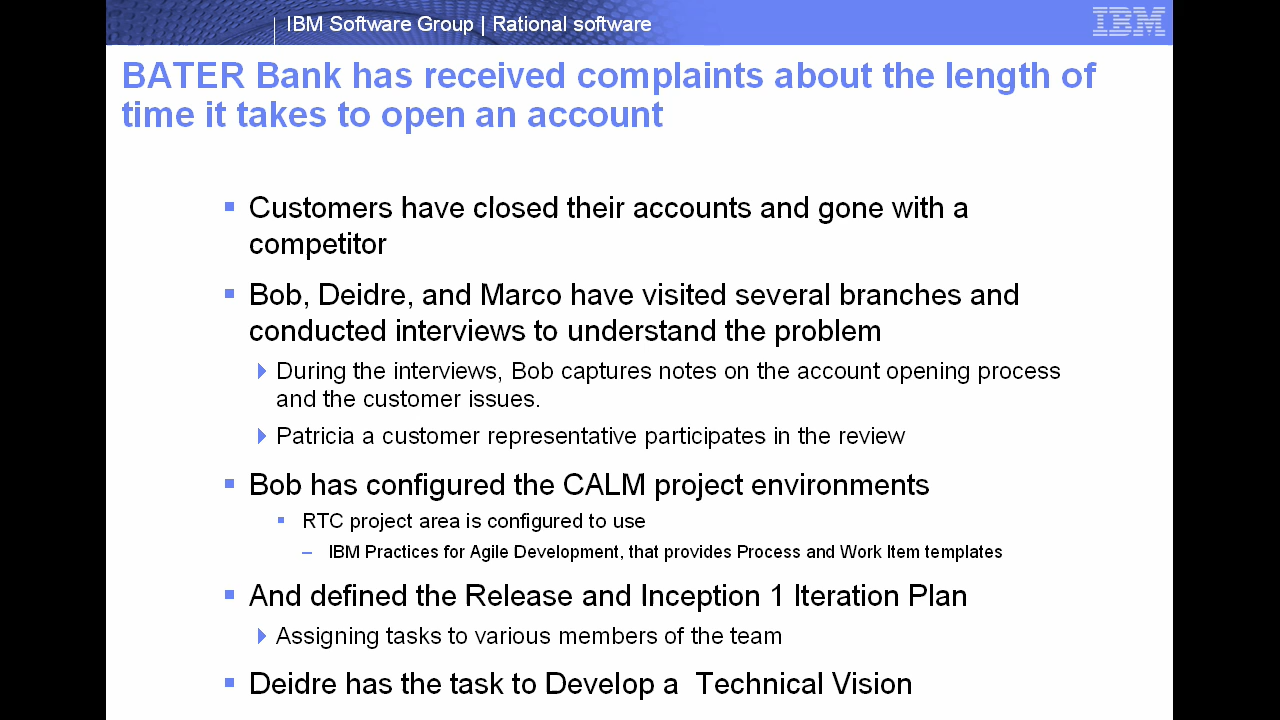 IBM Software Group | Rational software
IBM
BATER Bank has received complaints about the length of
time it takes to open an account
Customers have closed their accounts and gone with a
competitor
Bob, Deidre, and Marco have visited several branches and
conducted interviews to understand the problem
During the interviews, Bob captures notes on the account opening process
and the customer issues.
Patricia a customer representative participates in the review
Bob has configured the CALM project environments
RTC project area is configured to use
– IBM Practices for Agile Development, that provides Process and Work Item templates
And defined the Release and Inception 1 Iteration Plan
Assigning tasks to various members of the team
Deidre has the task to Develop a  Technical Vision